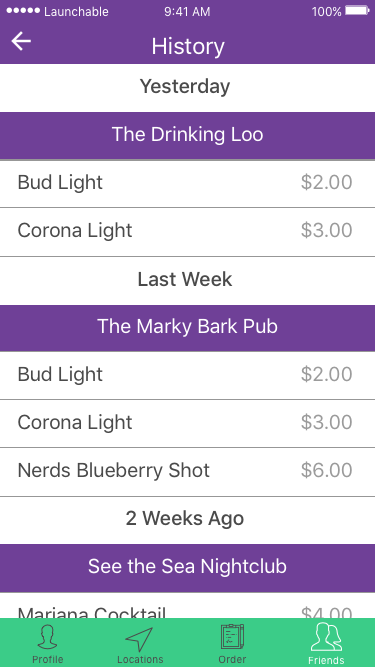 Launchable 9:41 AM 100%
History
Yesterday
The Drinking Loo
Bud Light $2.00
Corona Light $3.00
Last Week
The Marky Bark Pub
Bud Light $2.00
Corona Light $3.00
Nerds Blueberry Shot $6.00
2 Weeks Ago
See the Sea Nightclub
Mariana Cocktail $4.00
Profile Locations Order Friends